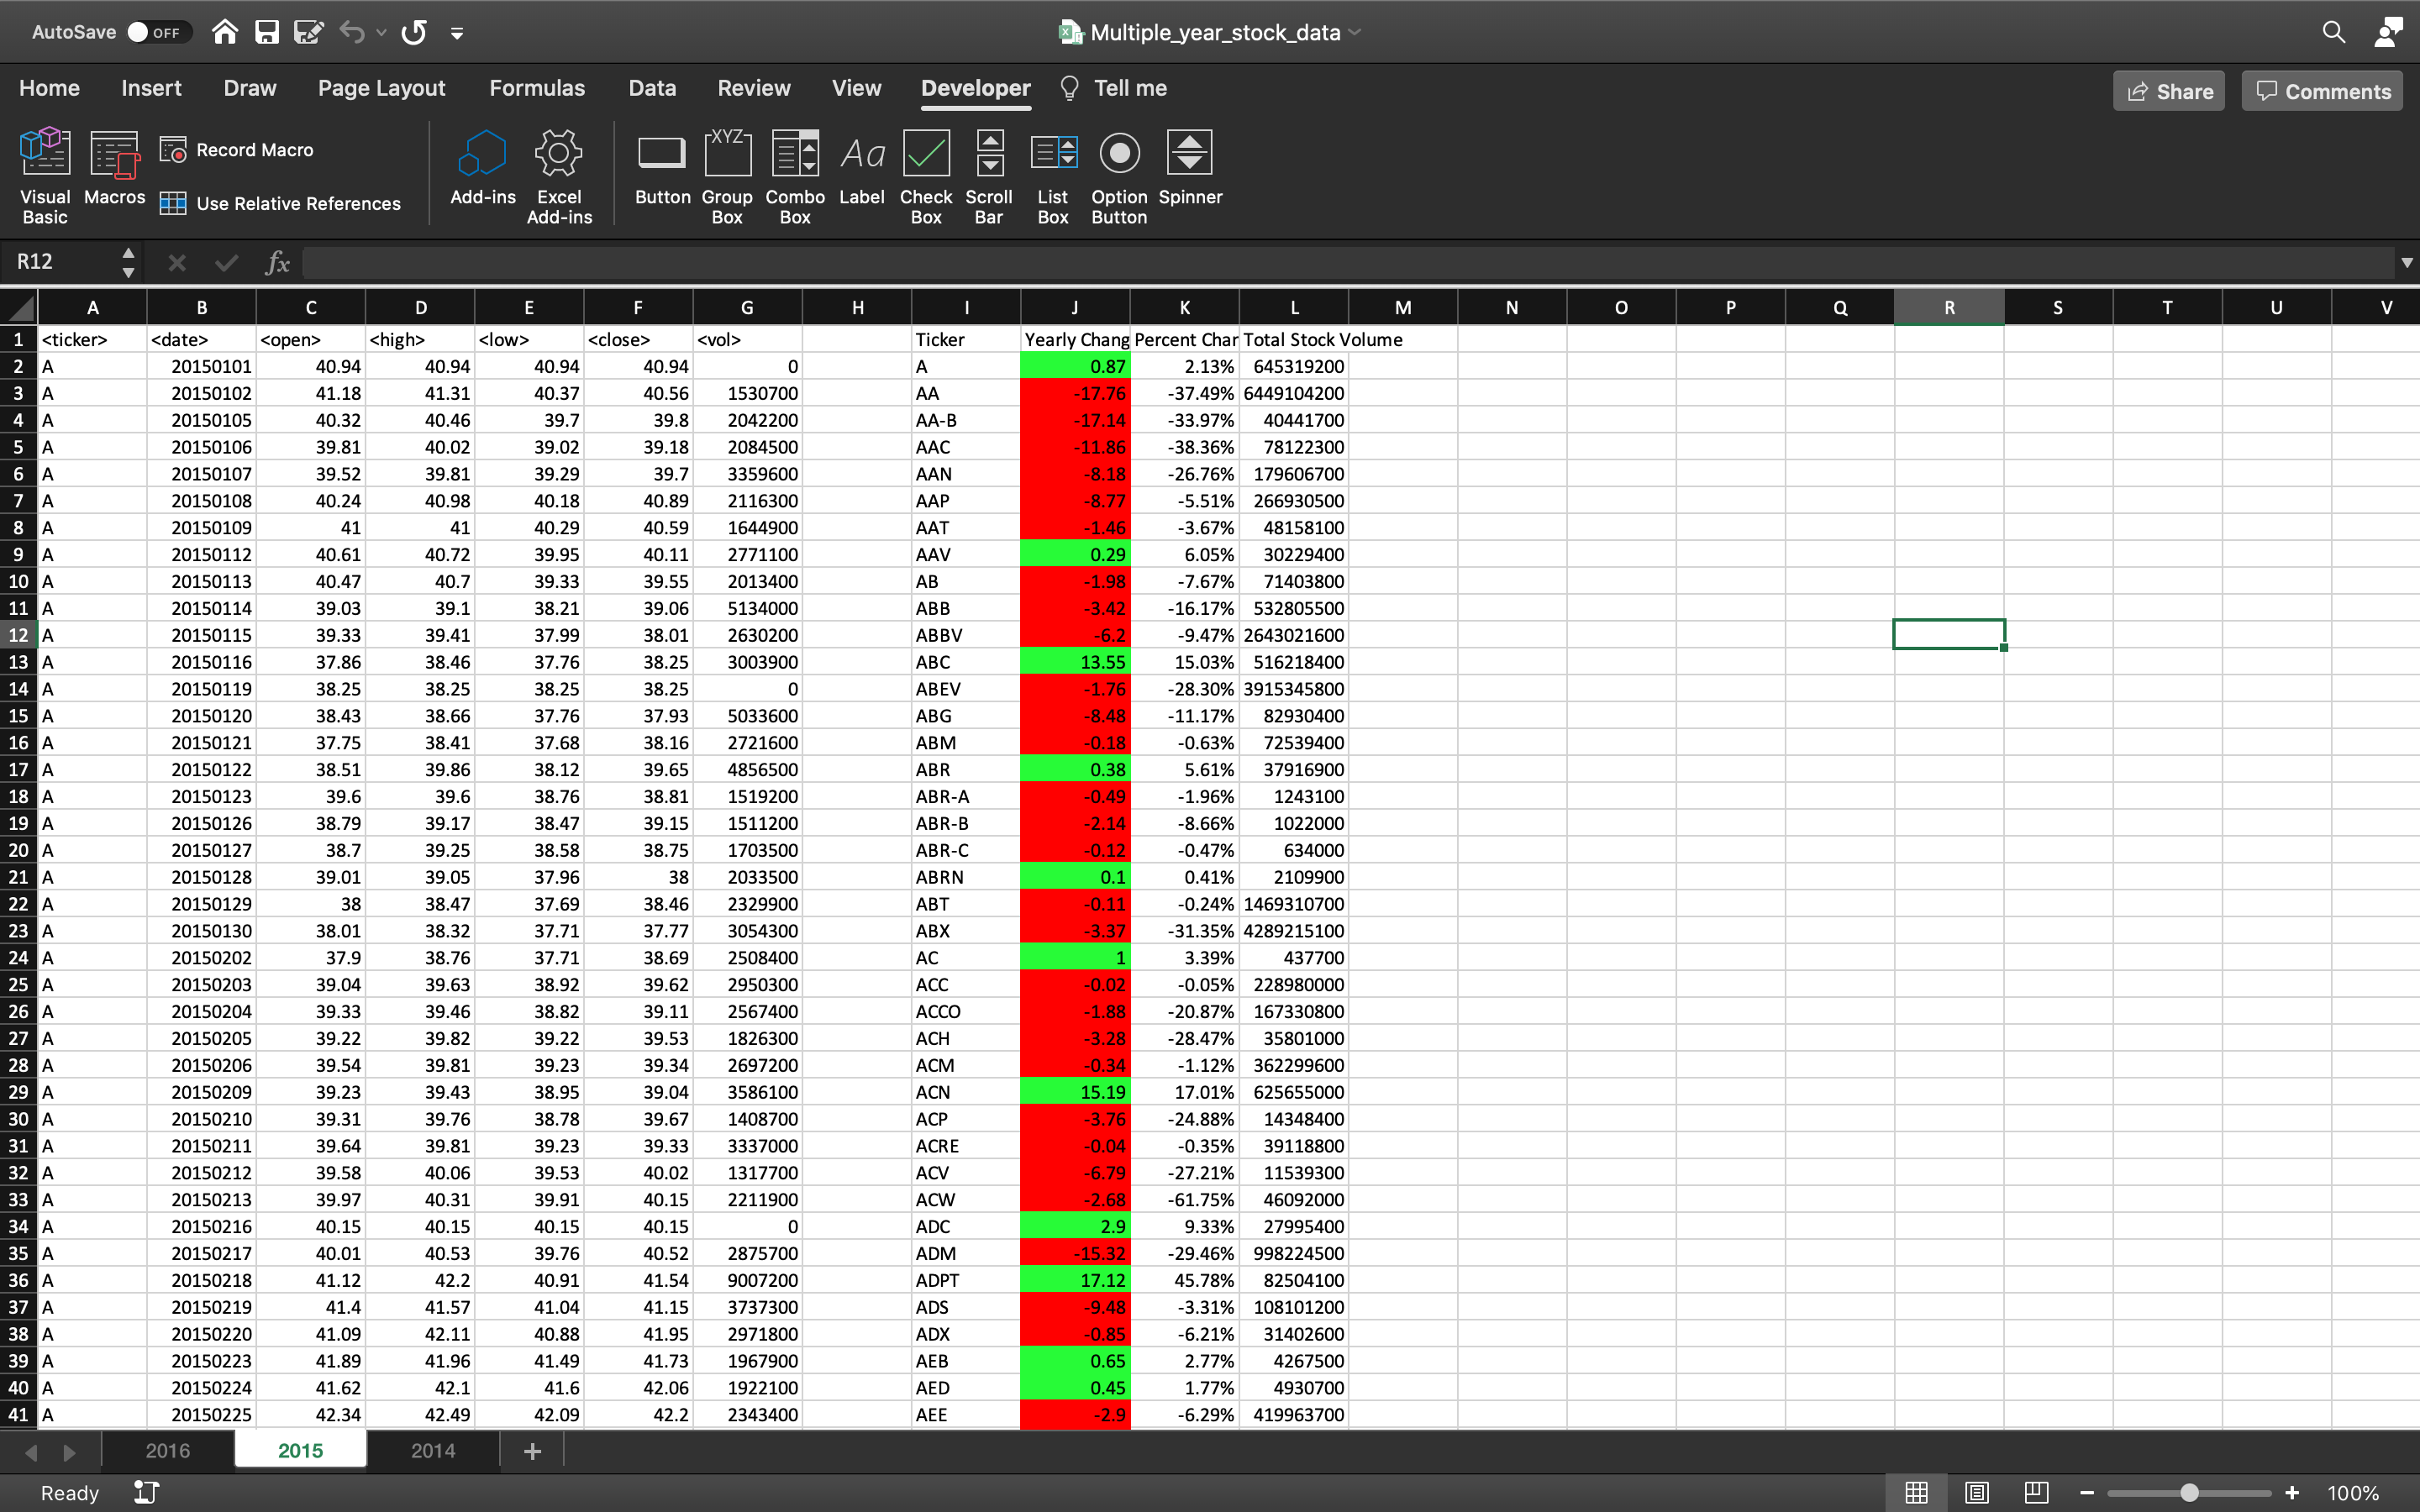 AutoSave OFF Multiple_year_stock_data
Home Insert Draw Page Layout Formulas Data Review View Developer Tell me Share Comments
Visual Basic Macros Record Macro Use Relative References Add-ins Excel Add-ins Button XYZ Group Box Combo Box Aa Label Check Box Scroll Bar List Box Option Button Spinner
R12 fx
A B C D E F G H I J K L M N O P Q R S T U V
1 <ticker> <date> <open> <high> <low> <close> <vol> Ticker Yearly Chang Percent Char Total Stock Volume
2 A 20150101 40.94 40.94 40.94 40.94 0 A 0.87 2.13% 645319200
3 A 20150102 41.18 41.31 40.37 40.56 1530700 AA -17.76 -37.49% 6449104200
4 A 20150105 40.32 40.46 39.7 39.8 2042200 AA-B -17.14 -33.97% 40441700
5 A 20150106 39.81 40.02 39.02 39.18 2084500 AAC -11.86 -38.36% 78122300
6 A 20150107 39.52 39.81 39.29 39.7 3359600 AAN -8.18 -26.76% 179606700
7 A 20150108 40.24 40.98 40.18 40.89 2116300 AAP -8.77 -5.51% 266930500
8 A 20150109 41 41 40.29 40.59 1644900 AAT -1.46 -3.67% 48158100
9 A 20150112 40.61 40.72 39.95 40.11 2771100 AAV 0.29 6.05% 30229400
10 A 20150113 40.47 40.7 39.33 39.55 2013400 AB -1.98 -7.67% 71403800
11 A 20150114 39.03 39.1 38.21 39.06 5134000 ABB -3.42 -16.17% 532805500
12 A 20150115 39.33 39.41 37.99 38.01 2630200 ABBV -6.2 -9.47% 2643021600
13 A 20150116 37.86 38.46 37.76 38.25 3003900 ABC 13.55 15.03% 516218400
14 A 20150119 38.25 38.25 38.25 38.25 0 ABEV -1.76 -28.30% 3915345800
15 A 20150120 38.43 38.66 37.76 37.93 5033600 ABG -8.48 -11.17% 82930400
16 A 20150121 37.75 38.41 37.68 38.16 2721600 ABM -0.18 -0.63% 72539400
17 A 20150122 38.51 39.86 38.12 39.65 4856500 ABR 0.38 5.61% 37916900
18 A 20150123 39.6 39.6 38.76 38.81 1519200 ABR-A -0.49 -1.96% 1243100
19 A 20150126 38.79 39.17 38.47 39.15 1511200 ABR-B -2.14 -8.66% 1022000
20 A 20150127 38.7 39.25 38.58 38.75 1703500 ABR-C -0.12 -0.47% 634000
21 A 20150128 39.01 39.05 37.96 38 2033500 ABRN 0.1 0.41% 2109900
22 A 20150129 38 38.47 37.69 38.46 2329900 ABT -0.11 -0.24% 1469310700
23 A 20150130 38.01 38.32 37.71 37.77 3054300 ABX -3.37 -31.35% 4289215100
24 A 20150202 37.9 38.76 37.71 38.69 2508400 AC 1 3.39% 437700
25 A 20150203 39.04 39.63 38.92 39.62 2950300 ACC -0.02 -0.05% 228980000
26 A 20150204 39.33 39.46 38.82 39.11 2567400 ACCO -1.88 -20.87% 167330800
27 A 20150205 39.22 39.82 39.22 39.53 1826300 ACH -3.28 -28.47% 35801000
28 A 20150206 39.54 39.81 39.23 39.34 2697200 ACM -0.34 -1.12% 362299600
29 A 20150209 39.23 39.43 38.95 39.04 3586100 ACN 15.19 17.01% 625655000
30 A 20150210 39.31 39.76 38.78 39.67 1408700 ACP -3.76 -24.88% 14348400
31 A 20150211 39.64 39.81 39.23 39.33 3337000 ACRE -0.04 -0.35% 39118800
32 A 20150212 39.58 40.06 39.53 40.02 1317700 ACV -6.79 -27.21% 11539300
33 A 20150213 39.97 40.31 39.91 40.15 2211900 ACW -2.68 -61.75% 46092000
34 A 20150216 40.15 40.15 40.15 40.15 0 ADC 2.9 9.33% 27995400
35 A 20150217 40.01 40.53 39.76 40.52 2875700 ADM -15.32 -29.46% 998224500
36 A 20150218 41.12 42.2 40.91 41.54 9007200 ADPT 17.12 45.78% 82504100
37 A 20150219 41.4 41.57 41.04 41.15 3737300 ADS -9.48 -3.31% 108101200
38 A 20150220 41.09 42.11 40.88 41.95 2971800 ADX -0.85 -6.21% 31402600
39 A 20150223 41.89 41.96 41.49 41.73 1967900 AEB 0.65 2.77% 4267500
40 A 20150224 41.62 42.1 41.6 42.06 1922100 AED 0.45 1.77% 4930700
41 A 20150225 42.34 42.49 42.09 42.2 2343400 AEE -2.9 -6.29% 419963700
2016 2015 2014 +
Ready 100%